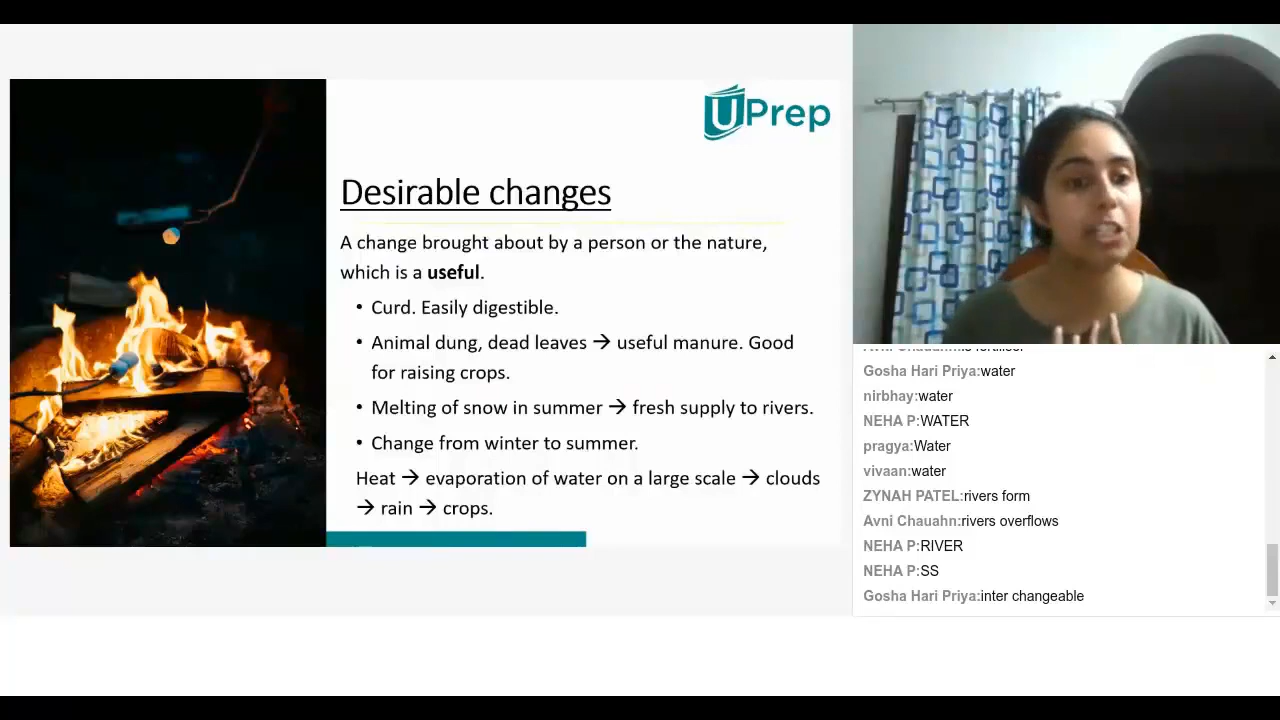 UPrep
Desirable changes
A change brought about by a person or the nature,
which is a useful.
• Curd. Easily digestible.
• Animal dung, dead leaves → useful manure. Good
for raising crops.
• Melting of snow in summer → fresh supply to rivers.
• Change from winter to summer.
Heat → evaporation of water on a large scale → clouds
→ rain → crops.
Gosha Hari Priya:water
nirbhay:water
NEHA P:WATER
pragya:Water
vivaan:water
ZYNAH PATEL:rivers form
Avni Chauahn:rivers overflows
NEHA P:RIVER
NEHA P:SS
Gosha Hari Priya:inter changeable